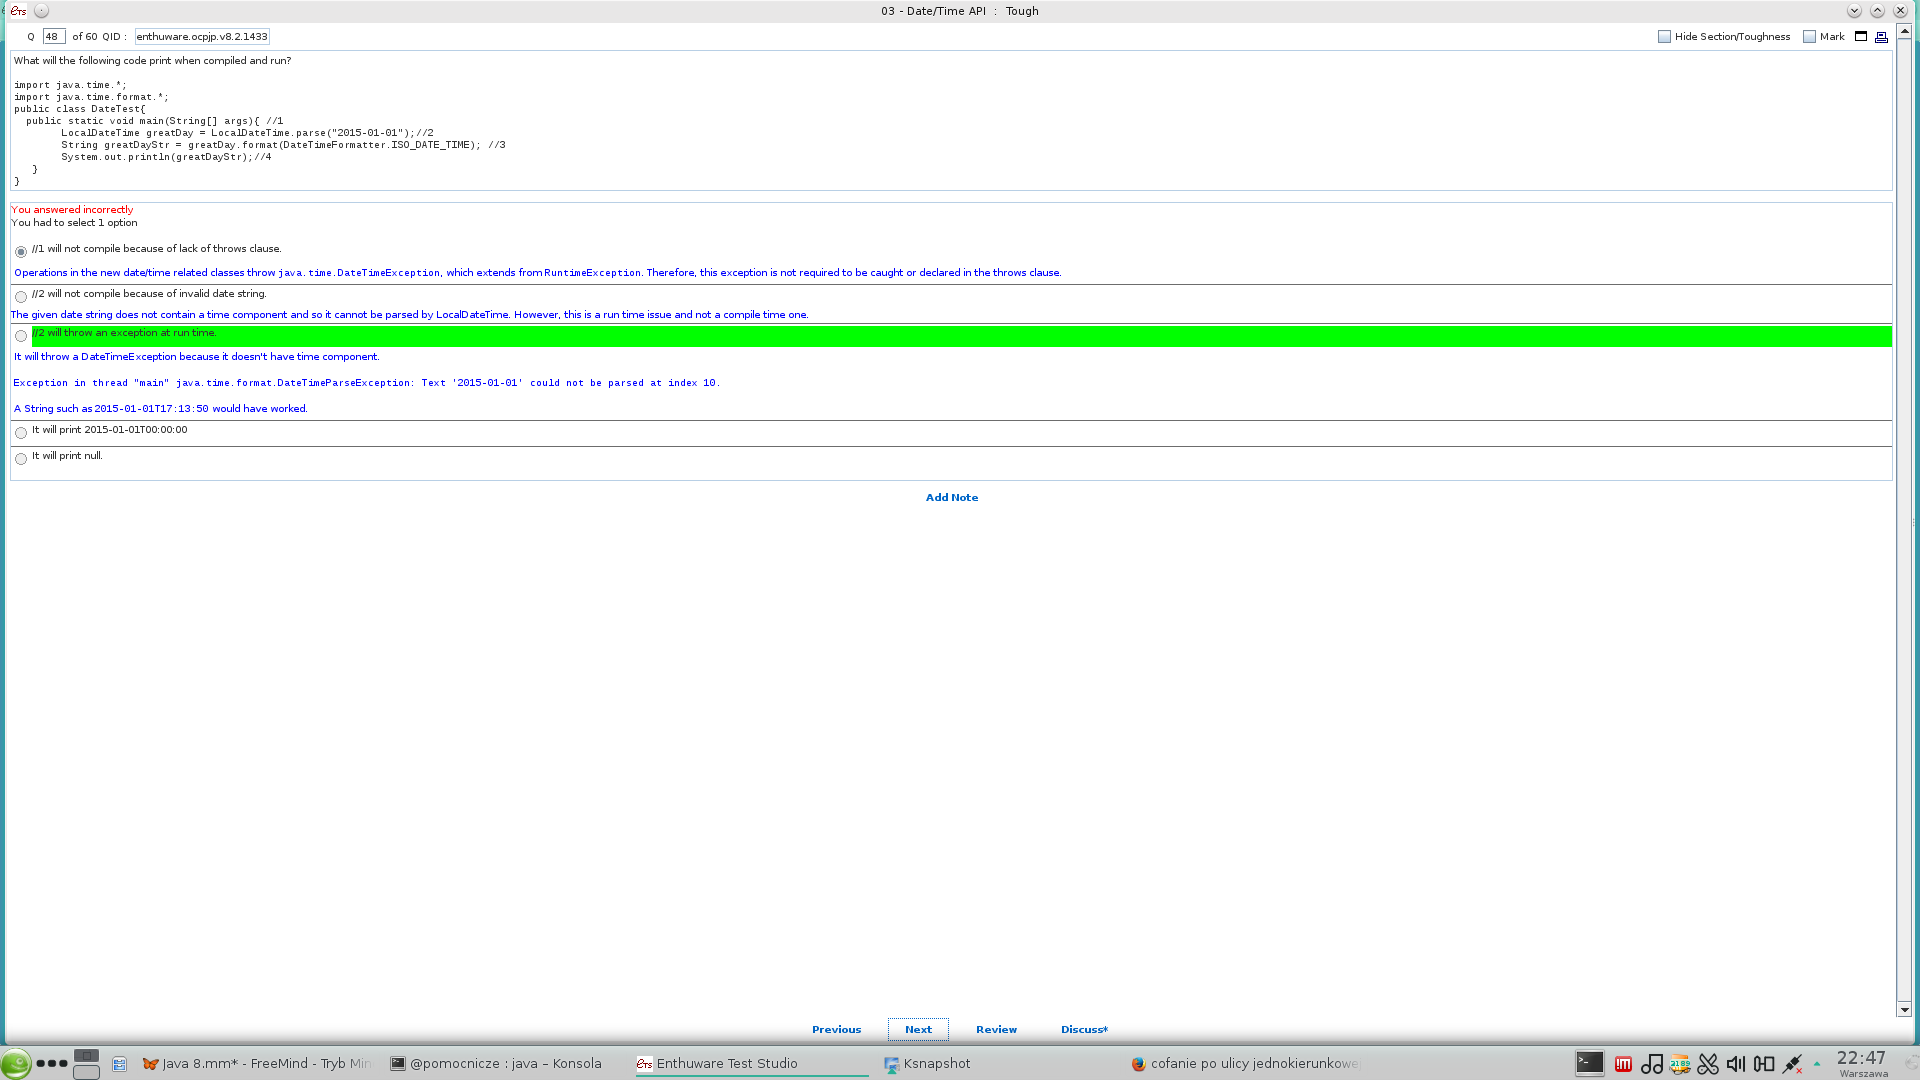 ETS
03 - Date/Time API : Tough
Q 48 of 60 QID : enthuware.ocpjp.v8.2.1433
Hide Section/Toughness Mark
What will the following code print when compiled and run?
import java.time.*;
import java.time.format.*;
public class DateTest{
public static void main(String[] args){ //1
LocalDateTime greatDay = LocalDateTime.parse("2015-01-01");//2
String greatDayStr = greatDay.format(DateTimeFormatter.ISO_DATE_TIME); //3
System.out.println(greatDayStr);//4
}
}
You answered incorrectly
You had to select 1 option
//1 will not compile because of lack of throws clause.
Operations in the new date/time related classes throw java.time.DateTimeException, which extends from RuntimeException. Therefore, this exception is not required to be caught or declared in the throws clause.
//2 will not compile because of invalid date string.
The given date string does not contain a time component and so it cannot be parsed by LocalDateTime. However, this is a run time issue and not a compile time one.
//2 will throw an exception at run time.
It will throw a DateTimeException because it doesn't have time component.
Exception in thread "main" java.time.format.DateTimeParseException: Text '2015-01-01' could not be parsed at index 10.
A String such as 2015-01-01T17:13:50 would have worked.
It will print 2015-01-01T00:00:00
It will print null.
Add Note
Previous Next Review Discuss*
Java 8.mm* - FreeMind - Tryb Min
@pomocnicze : java – Konsola
ETS Enthuware Test Studio
Ksnapshot
cofanie po ulicy jednokierunkowe
22:47
Warszawa